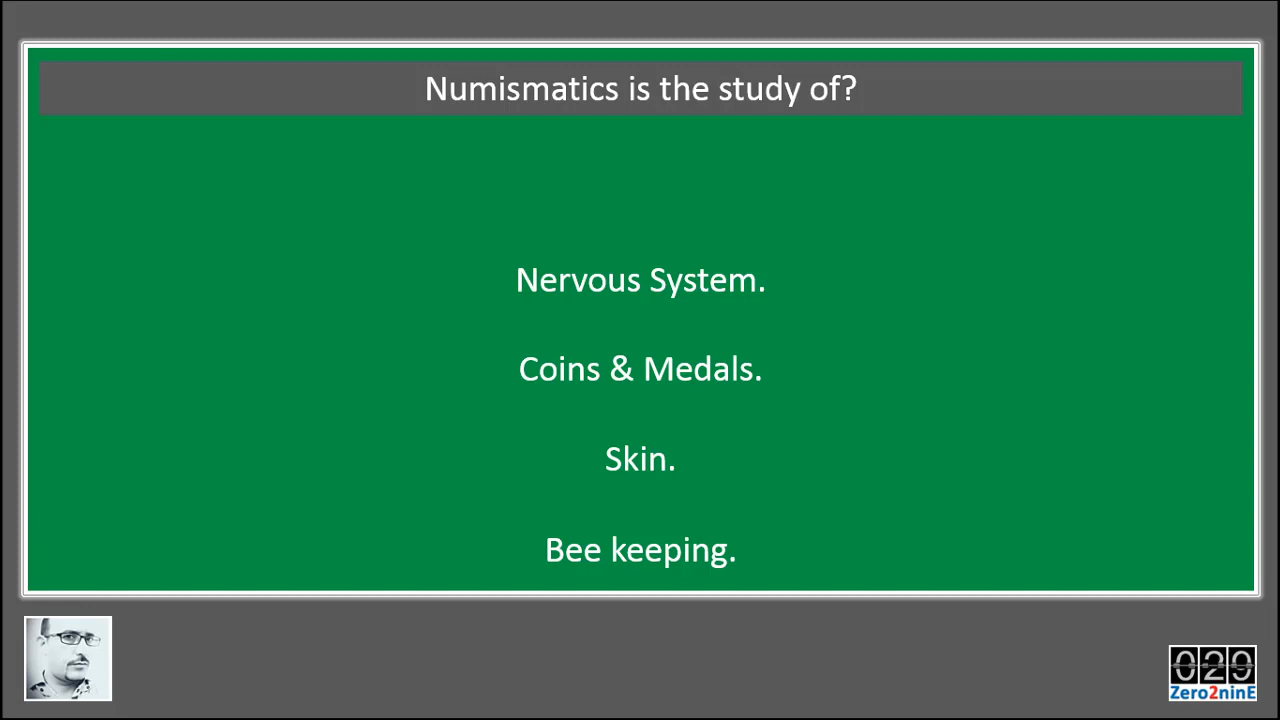 Numismatics is the study of?
Nervous System.
Coins & Medals.
Skin.
Bee keeping.
029
Zero2ninE